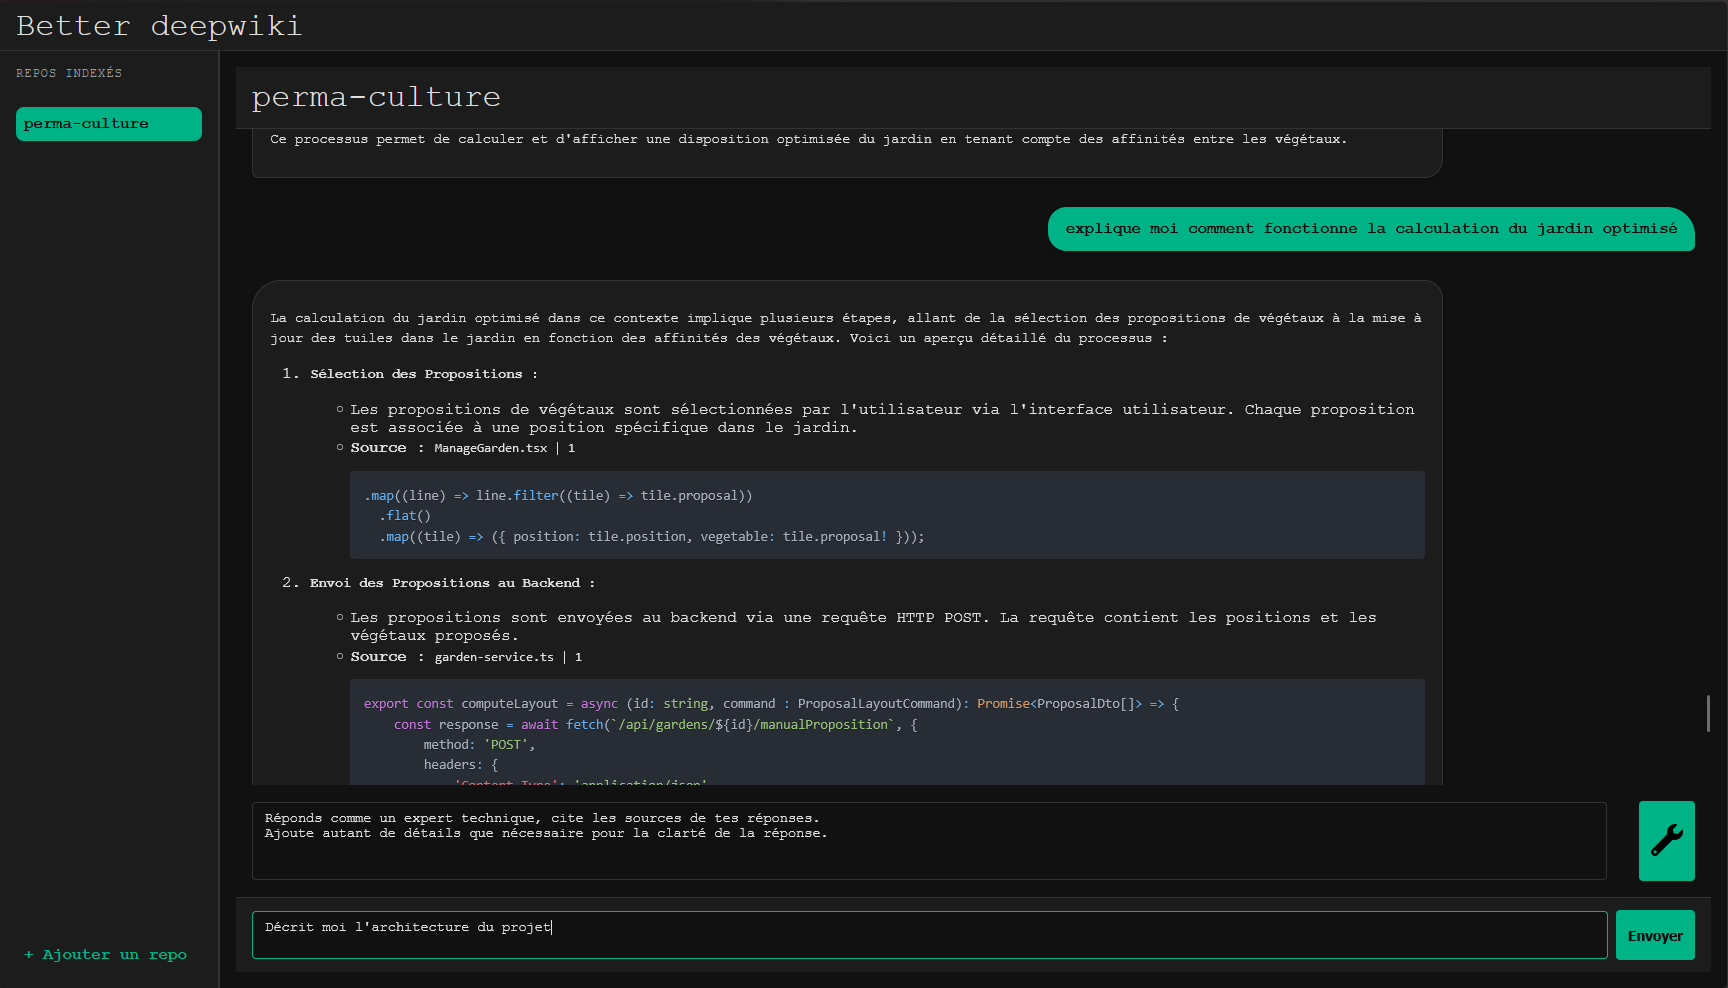 Better deepwiki
REPOS INDEXÉS
perma-culture
+ Ajouter un repo
perma-culture
Ce processus permet de calculer et d'afficher une disposition optimisée du jardin en tenant compte des affinités entre les végétaux.
explique moi comment fonctionne la calculation du jardin optimisé
La calculation du jardin optimisé dans ce contexte implique plusieurs étapes, allant de la sélection des propositions de végétaux à la mise à
jour des tuiles dans le jardin en fonction des affinités des végétaux. Voici un aperçu détaillé du processus :
1. Sélection des Propositions :
Les propositions de végétaux sont sélectionnées par l'utilisateur via l'interface utilisateur. Chaque proposition
est associée à une position spécifique dans le jardin.
Source : ManageGarden.tsx | 1
.map((line) => line.filter((tile) => tile.proposal))
.flat()
.map((tile) => ({ position: tile.position, vegetable: tile.proposal! }));
2. Envoi des Propositions au Backend :
Les propositions sont envoyées au backend via une requête HTTP POST. La requête contient les positions et les
végétaux proposés.
Source : garden-service.ts | 1
export const computeLayout = async (id: string, command : ProposalLayoutCommand): Promise<ProposalDto[]> => {
const response = await fetch(`/api/gardens/${id}/manualProposition`, {
method: 'POST',
headers: {
'Content-Type': 'application/json',
Réponds comme un expert technique, cite les sources de tes réponses.
Ajoute autant de détails que nécessaire pour la clarté de la réponse.
Décrit moi l'architecture du projet
Envoyer